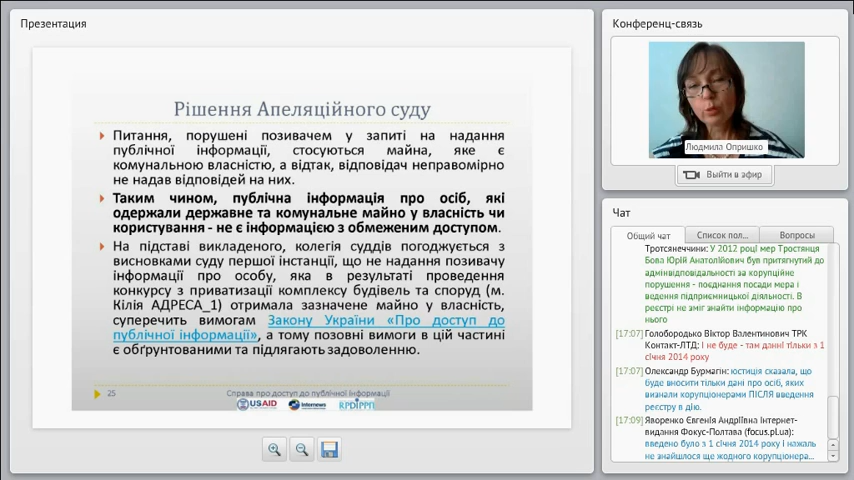 Презентация
Рішення Апеляційного суду
Питання, порушені позивачем у запиті на надання
публічної інформації, стосуються майна, яке є
комунальною власністю, а відтак, відповідач неправомірно
не надав відповідей на них.
Таким чином, публічна інформація про осіб, які
одержали державне та комунальне майно у власність чи
користування - не є інформацією з обмеженим доступом.
На підставі викладеного, колегія суддів погоджується з
висновками суду першої інстанції, що не надання позивачу
інформації про особу, яка в результаті проведення
конкурсу з приватизації комплексу будівель та споруд (м.
Кілія АДРЕСА_1) отримала зазначене майно у власність,
суперечить вимогам Закону України «Про доступ до
публічної інформації», а тому позовні вимоги в цій частині
є обґрунтованими та підлягають задоволенню.
25
Справа про доступ до публічної інформації
USAID
Internews
Конференц-связь
Людмила Опришко
Выйти в эфир
Чат
Общий чат
Список пол...
Вопросы
Тростянеччини: У 2012 році мер Тростянця
Бова Юрій Анатолійович був притягнутий до
адмінвідповідальності за корупційне
порушення - поєднання посади мера і
ведення підприємницької діяльності. В
реєстрі не зміг знайти інформацію про
нього
[17:07] Голобородько Віктор Валентинович ТРК
Контакт-ЛТД: і не буде - там данні тільки з 1
січня 2014 року
[17:07] Олександр Бурмагін: юстиція сказала, що
буде вносити тільки дані про осіб, яких
визнали корупціонерами ПІСЛЯ введення
реєстру в дію.
[17:09] Яворенко Євгенія Андріївна Інтернет-
видання Фокус-Полтава (focus.pl.ua):
введено було з 1 січня 2014 року і нажаль
не знайшлося ще жодного корупціонера...